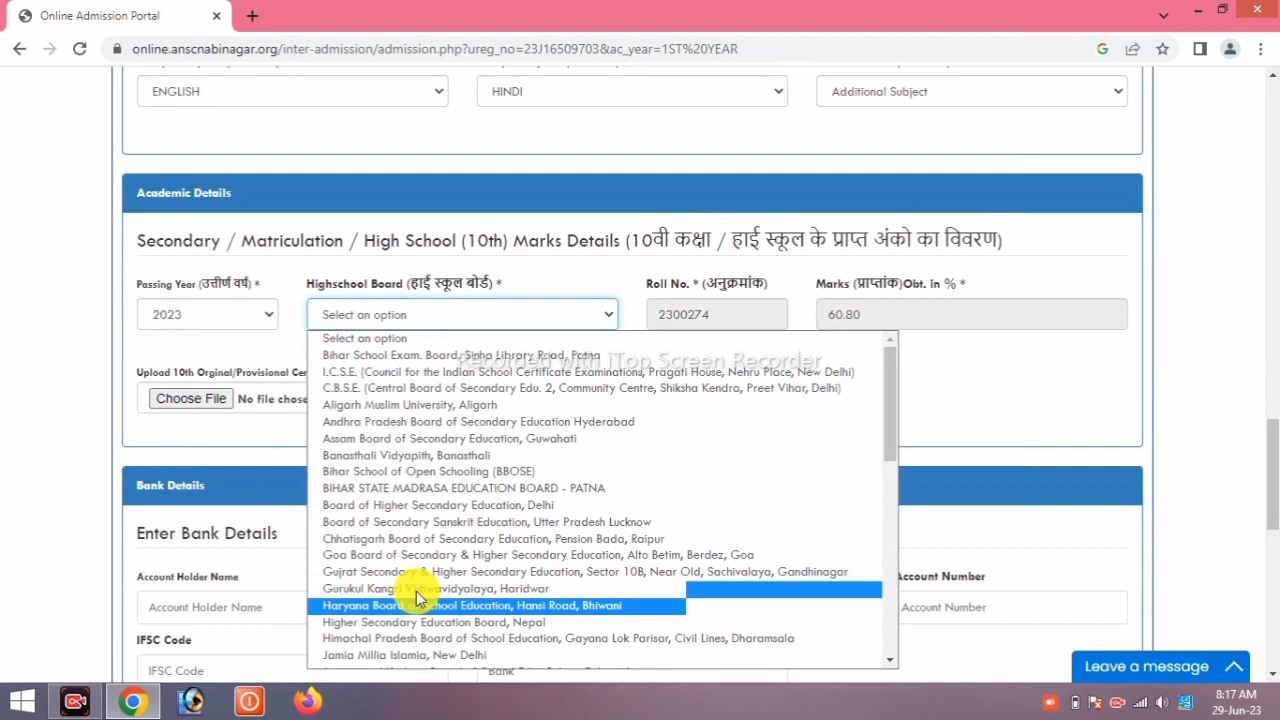 Online Admission Portal
online.anscnabinagar.org/inter-admission/admission.php?ureg_no=23J16509703&ac_year=1ST%20YEAR
ENGLISH
HINDI
Additional Subject
Academic Details
Secondary / Matriculation / High School (10th) Marks Details (10वी कक्षा / हाई स्कूल के प्राप्त अंको का विवरण)
Passing Year (उत्तीर्ण वर्ष) *
Highschool Board (हाई स्कूल बोर्ड) *
Roll No. * (अनुक्रमांक)
Marks (प्राप्तांक)Obt. in % *
2023
Select an option
2300274
60.80
Select an option
Bihar School Exam. Board, Sinha Library Road, Patna
Recorded with iTop Screen Recorder
I.C.S.E. (Council for the Indian School Certificate Examinations, Pragati House, Nehru Place, New Delhi)
Upload 10th Orginal/Provisional Cer
C.B.S.E. (Central Board of Secondary Edu. 2, Community Centre, Shiksha Kendra, Preet Vihar, Delhi)
Choose File No file chose
Aligarh Muslim University, Aligarh
Andhra Pradesh Board of Secondary Education Hyderabad
Assam Board of Secondary Education, Guwahati
Banasthali Vidyapith, Banasthali
Bihar School of Open Schooling (BBOSE)
BIHAR STATE MADRASA EDUCATION BOARD - PATNA
Board of Higher Secondary Education, Delhi
Board of Secondary Sanskrit Education, Utter Pradesh Lucknow
Chhatisgarh Board of Secondary Education, Pension Bada, Raipur
Goa Board of Secondary & Higher Secondary Education, Alto Betim, Berdez, Goa
Gujrat Secondary & Higher Secondary Education, Sector 10B, Near Old, Sachivalaya, Gandhinagar
Gurukul Kangri Vishwavidyalaya, Haridwar
Haryana Board of School Education, Hansi Road, Bhiwani
Higher Secondary Education Board, Nepal
Himachal Pradesh Board of School Education, Gayana Lok Parisar, Civil Lines, Dharamsala
Jamia Millia Islamia, New Delhi
Bank Details
Enter Bank Details
Account Holder Name
Account Number
Account Holder Name
Account Number
IFSC Code
IFSC Code
Bank
Leave a message
8:17 AM
29-Jun-23